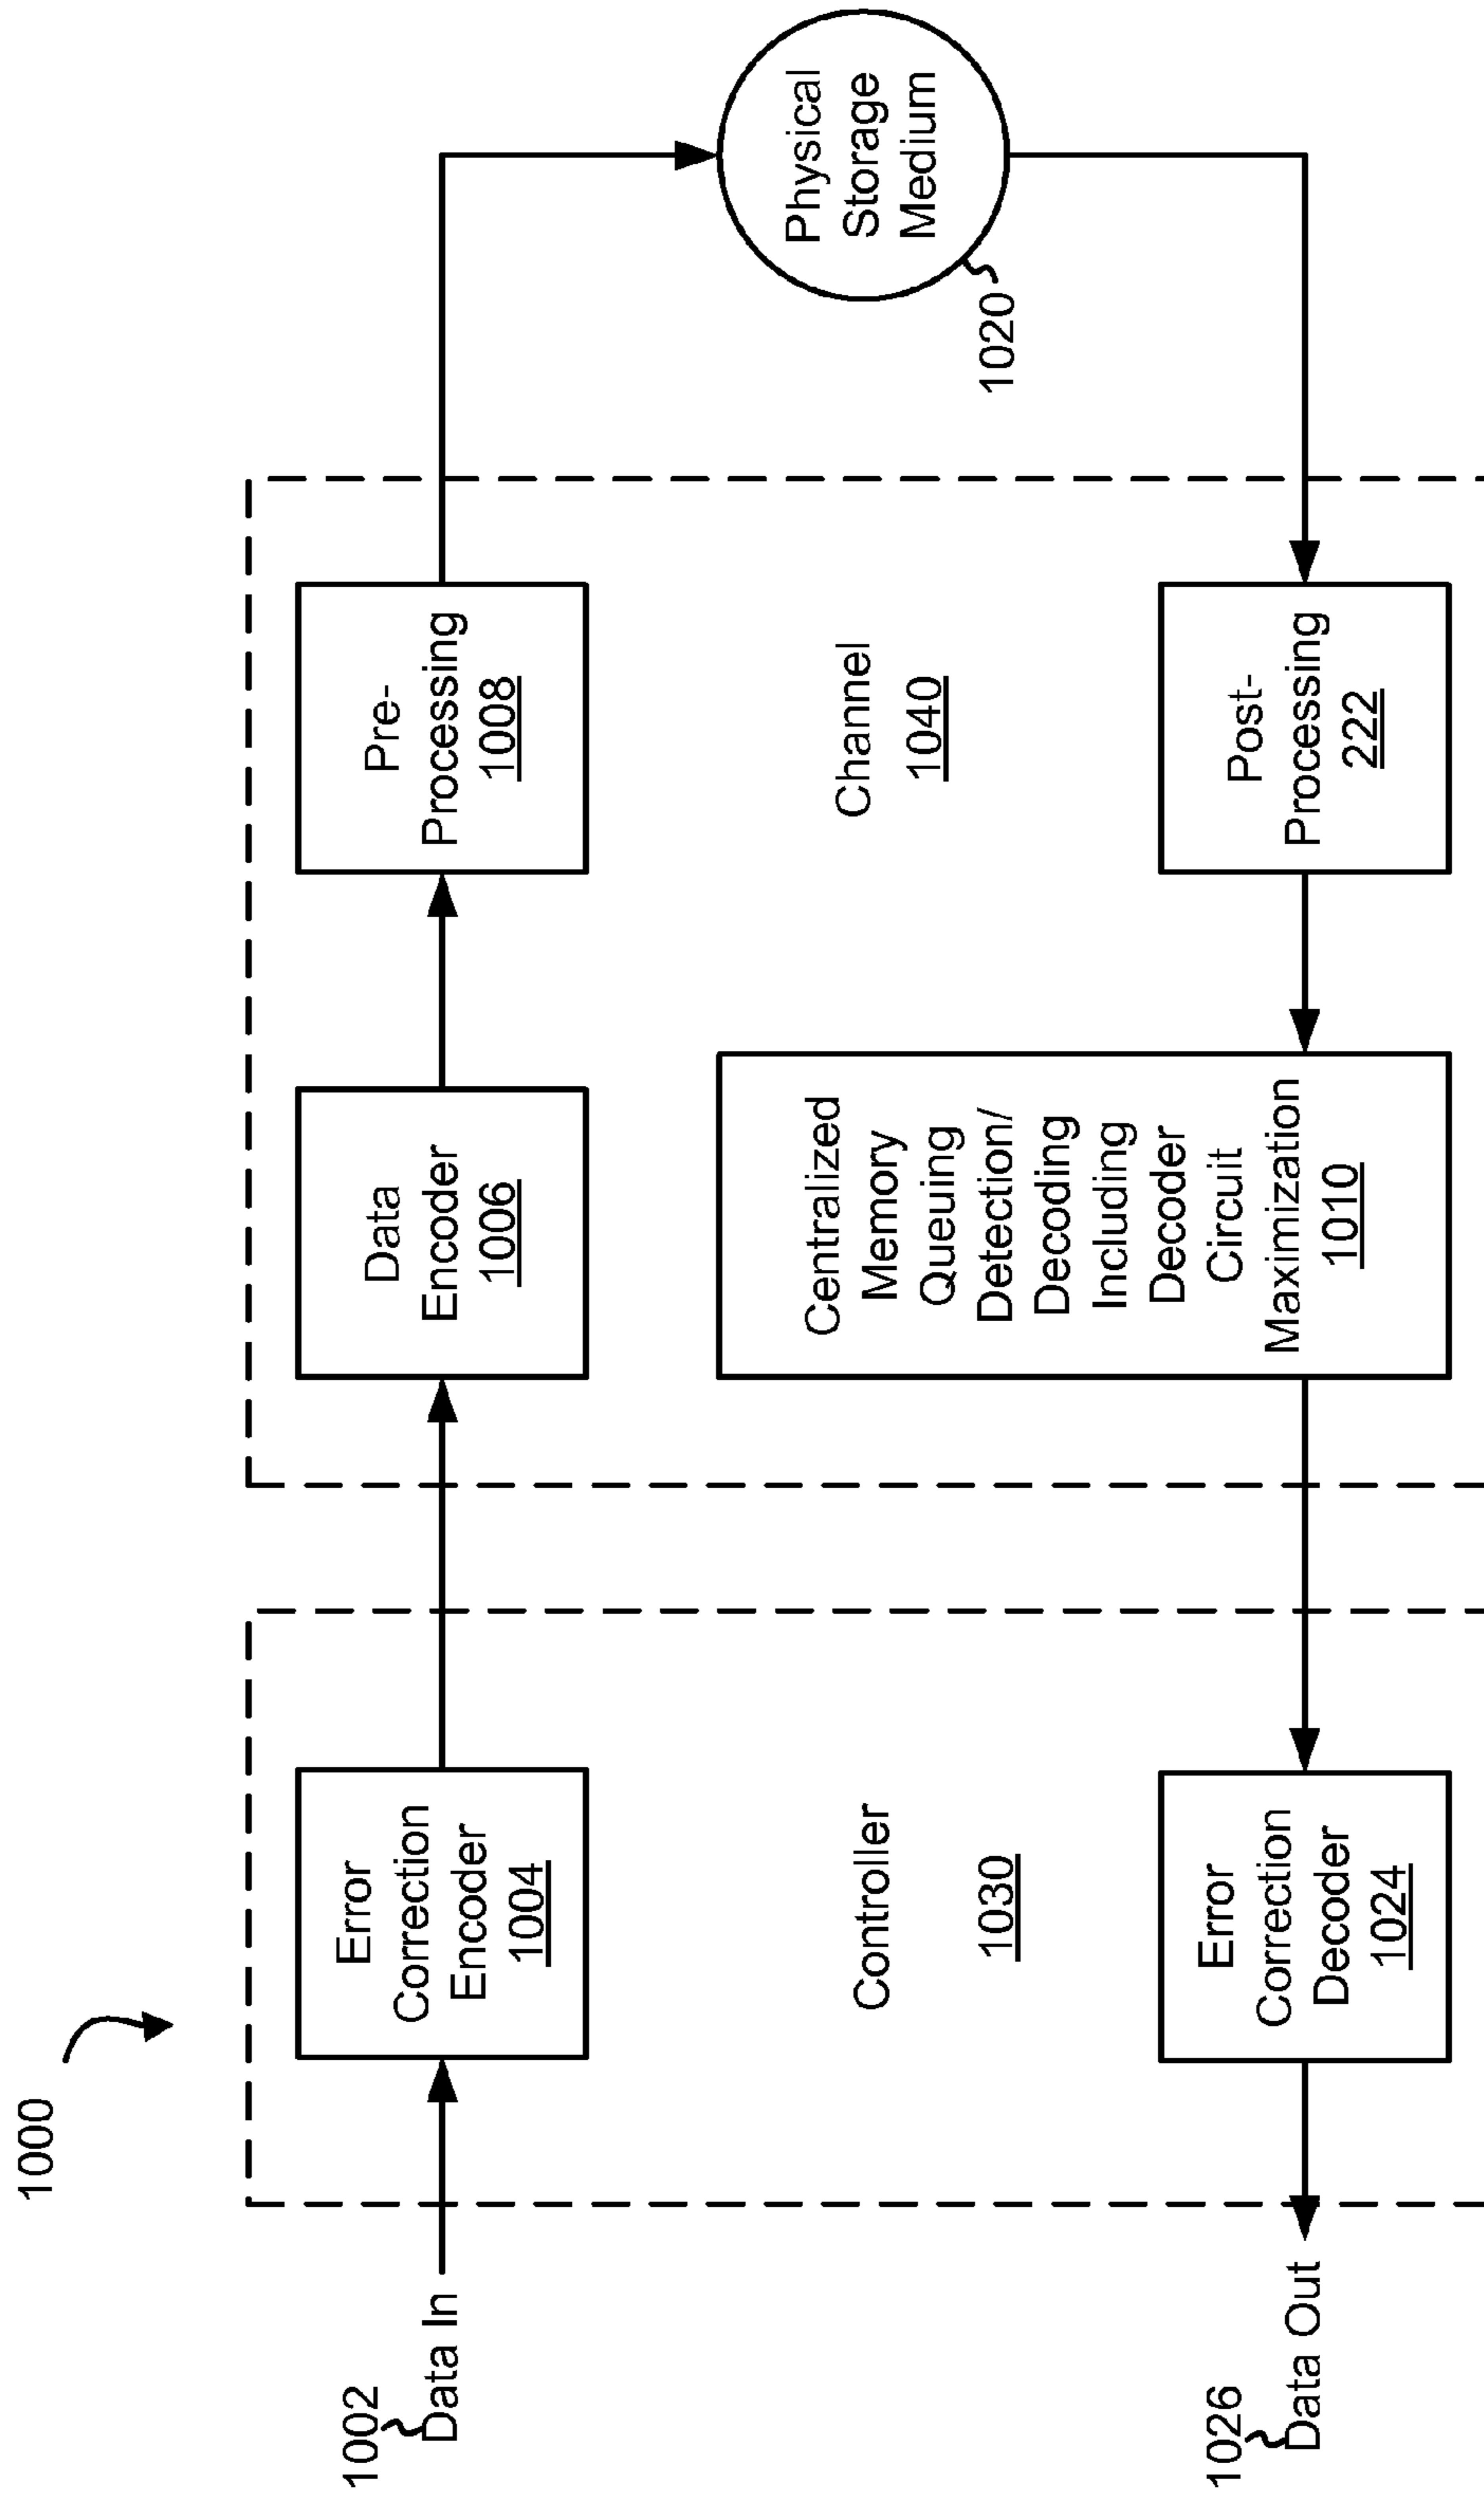 1000
1002
Data In
Error
Correction
Encoder
1004
Data
Encoder
1006
Pre-
Processing
1008
Controller
1030
Channel
1040
Physical
Storage
Medium
1020
Centralized
Memory
Queuing
Detection/
Decoding
Including
Decoder
Circuit
Maximization
1010
1026
Data Out
Error
Correction
Decoder
1024
Post-
Processing
222